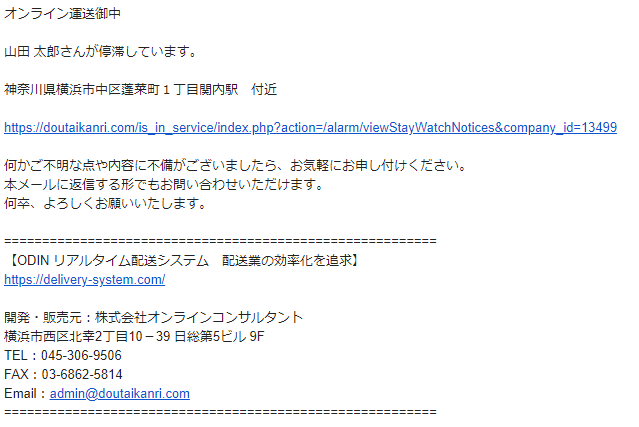 オンライン運送御中
山田 太郎さんが停滞しています。
神奈川県横浜市中区蓬莱町１丁目関内駅　付近
https://doutaikanri.com/is_in_service/index.php?action=/alarm/viewStayWatchNotices&company_id=13499
何かご不明な点や内容に不備がございましたら、お気軽にお申し付けください。
本メールに返信する形でもお問い合わせいただけます。
何卒、よろしくお願いいたします。
=========================================================
【ODIN リアルタイム配送システム　配送業の効率化を追求】
https://delivery-system.com/
開発・販売元：株式会社オンラインコンサルタント
横浜市西区北幸2丁目10－39 日総第5ビル 9F
TEL：045-306-9506
FAX：03-6862-5814
Email：admin@doutaikanri.com
=========================================================